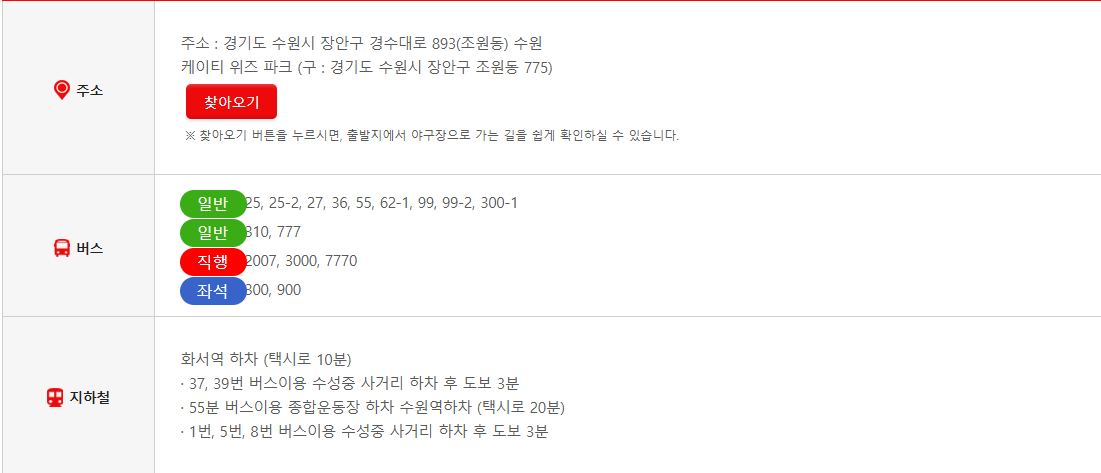 주소
주소 : 경기도 수원시 장안구 경수대로 893(조원동) 수원
케이티 위즈 파크 (구 : 경기도 수원시 장안구 조원동 775)
찾아오기
※ 찾아오기 버튼을 누르시면, 출발지에서 야구장으로 가는 길을 쉽게 확인하실 수 있습니다.
버스
일반 25, 25-2, 27, 36, 55, 62-1, 99, 99-2, 300-1
일반 310, 777
직행 2007, 3000, 7770
좌석 300, 900
지하철
화서역 하차 (택시로 10분)
· 37, 39번 버스이용 수성중 사거리 하차 후 도보 3분
· 55분 버스이용 종합운동장 하차 수원역하차 (택시로 20분)
· 1번, 5번, 8번 버스이용 수성중 사거리 하차 후 도보 3분